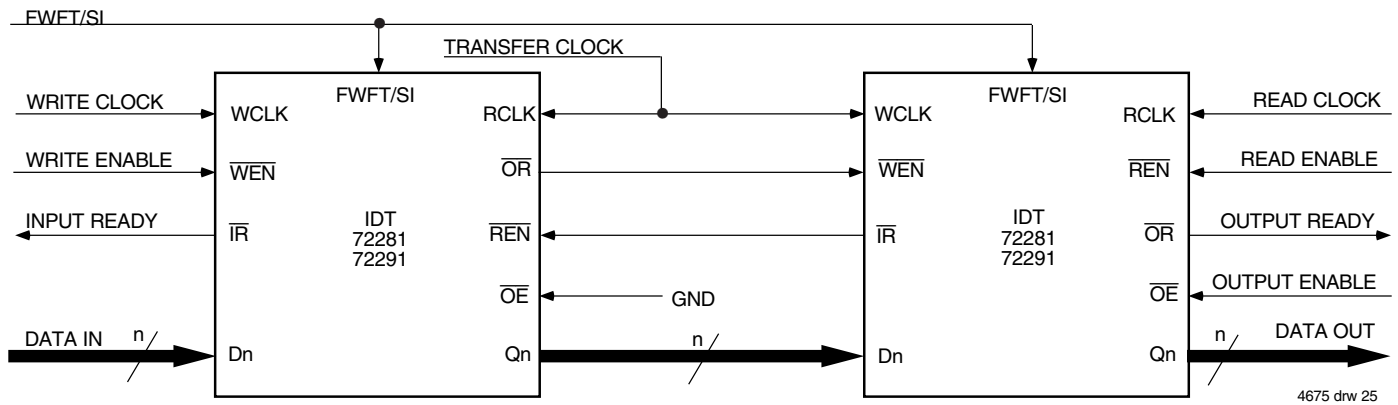 FWFT/SI
TRANSFER CLOCK
FWFT/SI
FWFT/SI
WRITE CLOCK
WCLK
RCLK
WCLK
RCLK
READ CLOCK
WRITE ENABLE
WEN
OR
WEN
REN
READ ENABLE
INPUT READY
IR
IDT
72281
72291
REN
IR
IDT
72281
72291
OR
OUTPUT READY
OE
GND
OE
OUTPUT ENABLE
DATA IN
n
Dn
Qn
n
Dn
Qn
n
DATA OUT
4675 drw 25